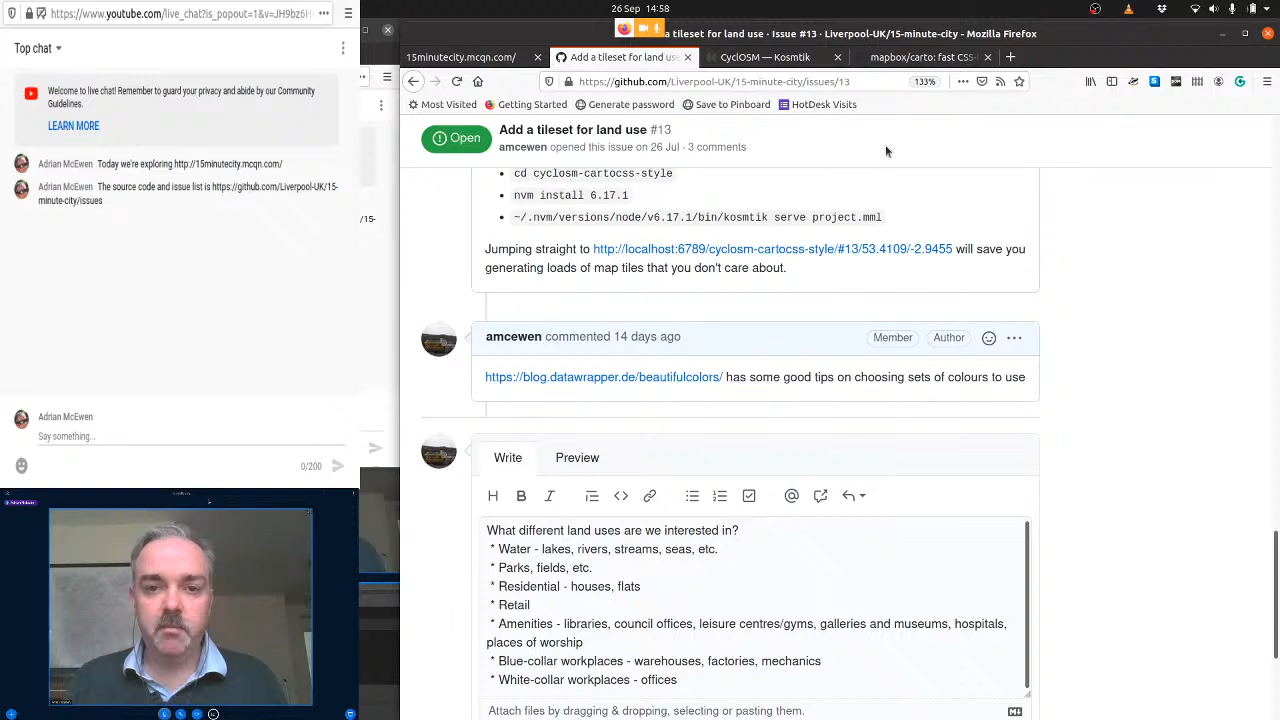 26 Sep 14:58
https://www.youtube.com/live_chat?is_popout=1&v=JH9bz6H
a tileset for land use · Issue #13 · Liverpool-UK/15-minute-city - Mozilla Firefox
15minutecity.mcqn.com/
Add a tileset for land use
CyclOSM — Kosmtik
mapbox/carto: fast CSS-l
https://github.com/Liverpool-UK/15-minute-city/issues/13
133%
Most Visited
Getting Started
Generate password
Save to Pinboard
HotDesk Visits
Top chat
Welcome to live chat! Remember to guard your privacy and abide by our Community
Guidelines.
LEARN MORE
Adrian McEwen Today we're exploring http://15minutecity.mcqn.com/
Adrian McEwen The source code and issue list is https://github.com/Liverpool-UK/15-
minute-city/issues
/15-
Adrian McEwen
Say something...
0/200
Open
Add a tileset for land use #13
amcewen opened this issue on 26 Jul · 3 comments
• cd cyclosm-cartocss-style
• nvm install 6.17.1
• ~/.nvm/versions/node/v6.17.1/bin/kosmtik serve project.mml
Jumping straight to http://localhost:6789/cyclosm-cartocss-style/#13/53.4109/-2.9455 will save you
generating loads of map tiles that you don't care about.
amcewen commented 14 days ago
Member
Author
https://blog.datawrapper.de/beautifulcolors/ has some good tips on choosing sets of colours to use
Write
Preview
What different land uses are we interested in?
* Water - lakes, rivers, streams, seas, etc.
* Parks, fields, etc.
* Residential - houses, flats
* Retail
* Amenities - libraries, council offices, leisure centres/gyms, galleries and museums, hospitals,
places of worship
* Blue-collar workplaces - warehouses, factories, mechanics
* White-collar workplaces - offices
Attach files by dragging & dropping, selecting or pasting them.